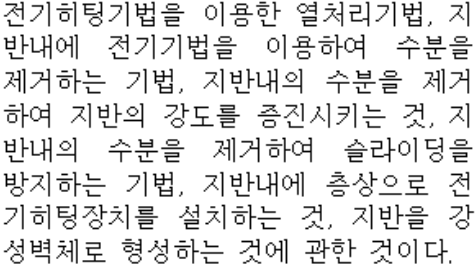 전기히팅기법을 이용한 열처리기법, 지
반내에 전기기법을 이용하여 수분을
제거하는 기법, 지반내의 수분을 제거
하여 지반의 강도를 증진시키는 것, 지
반내의 수분을 제거하여 슬라이딩을
방지하는 기법, 지반내에 층상으로 전
기히팅장치를 설치하는 것, 지반을 강
성벽체로 형성하는 것에 관한 것이다.